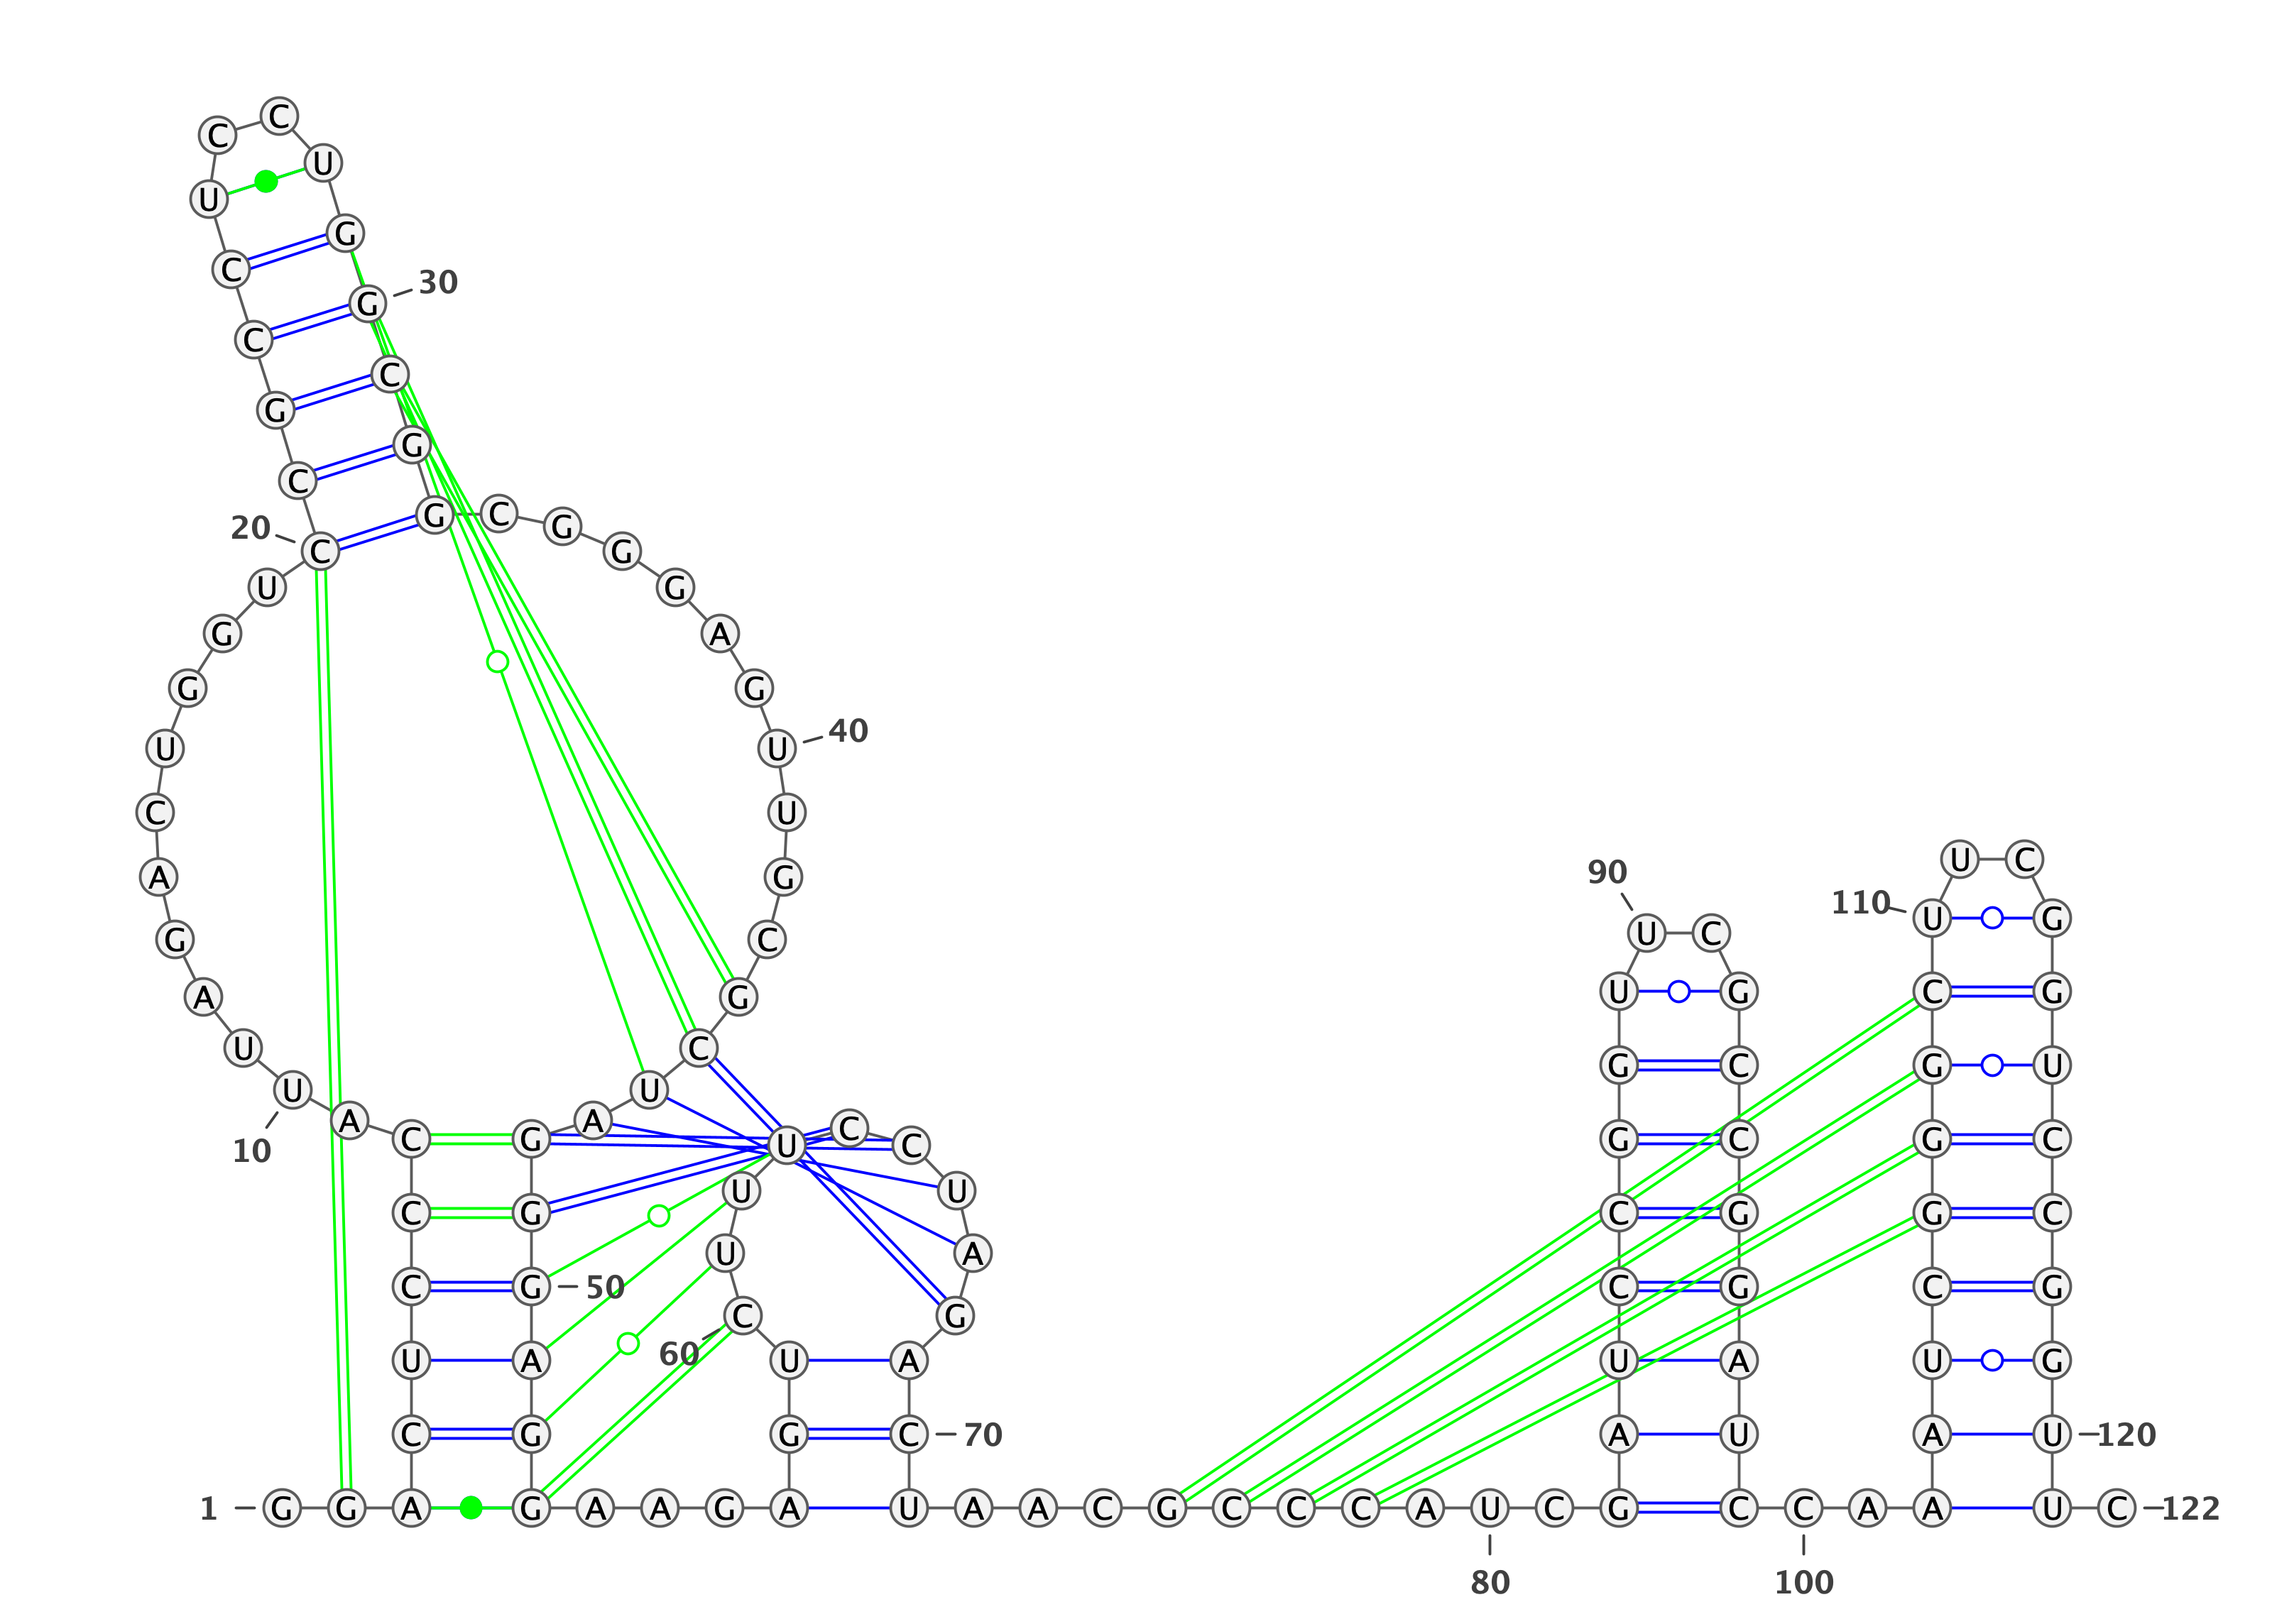 C
C
U
U
G
C
G 30
C
C
G
G
C
20 G C G
C G
U G
G A
G G
U U 40
C U
U C
A G 90
110 U G
G C U C
A G U G C G
U C
U U G C G U
A A C
10 C G U C G C G C
C G U U C G G C
U A
C G 50 C G C G
C G
U A 60 U A U A U G
C G G C 70 A U A U 120
1 G G A G A A G A U A A C G C C C A U C G C C A A A U C 122
80 100